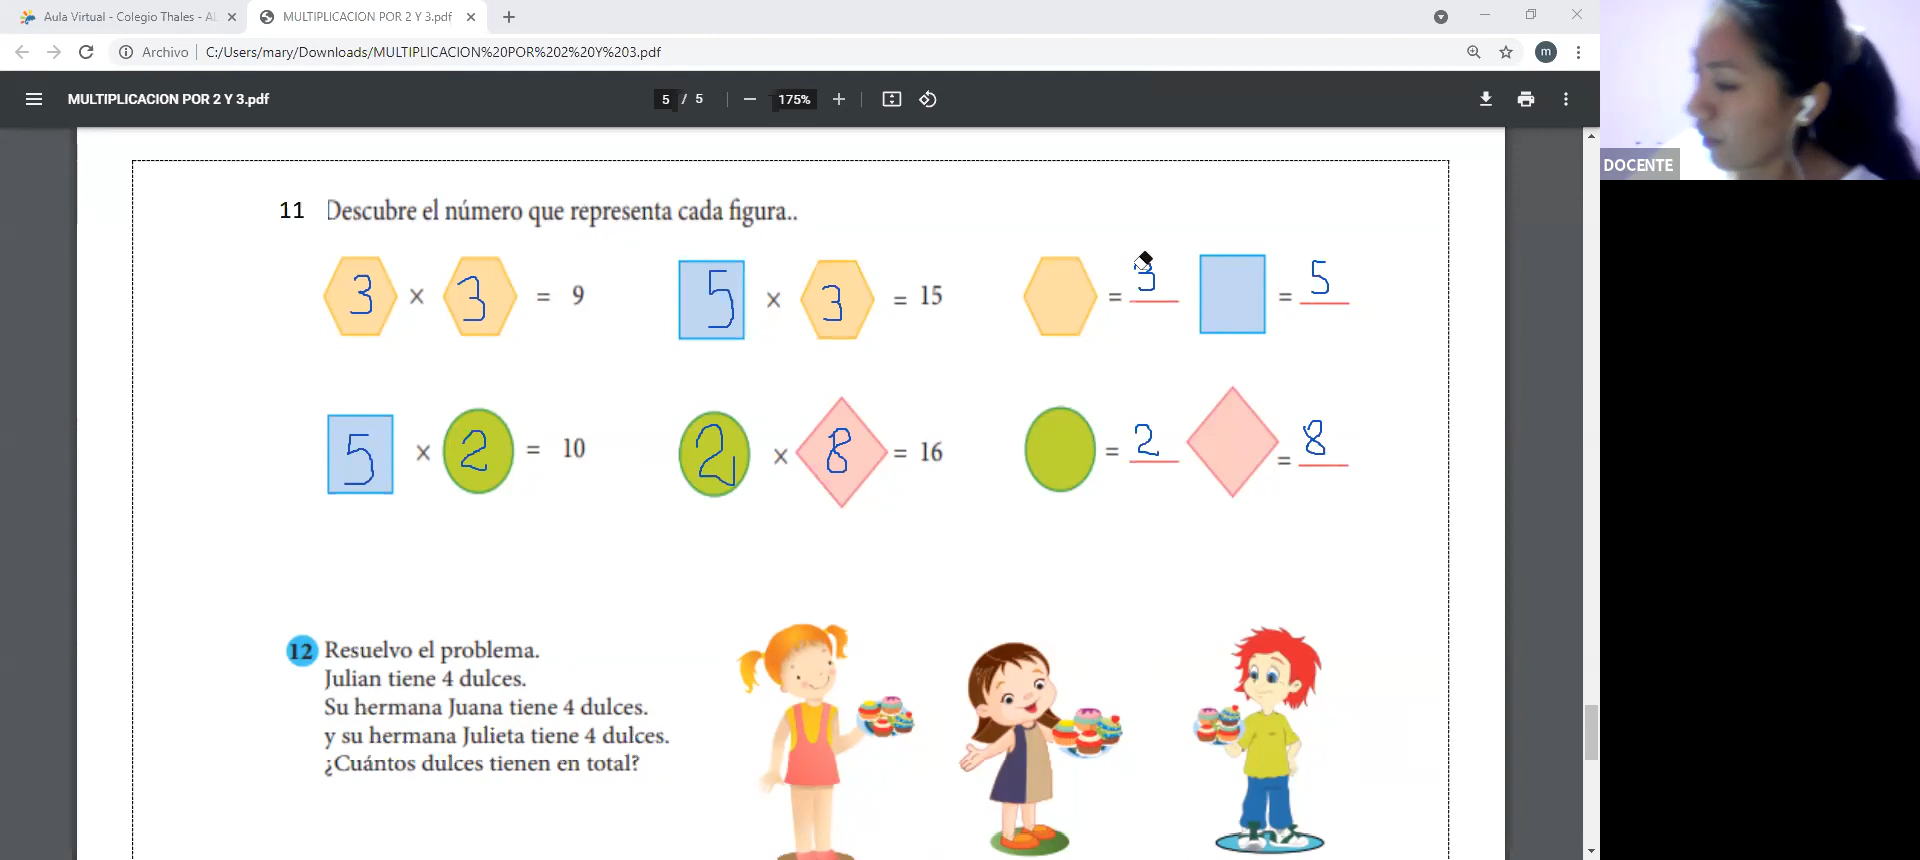 Aula Virtual - Colegio Thales - AL
MULTIPLICACION POR 2 Y 3.pdf
Archivo C:/Users/mary/Downloads/MULTIPLICACION%20POR%202%20Y%203.pdf
m
MULTIPLICACION POR 2 Y 3.pdf
5 / 5
175%
DOCENTE
11 Descubre el número que representa cada figura..
3 × 3 = 9
5 × 3 = 15
= 3
= 5
5 × 2 = 10
2 × 8 = 16
= 2
= 8
12 Resuelvo el problema.
Julian tiene 4 dulces.
Su hermana Juana tiene 4 dulces.
y su hermana Julieta tiene 4 dulces.
¿Cuántos dulces tienen en total?